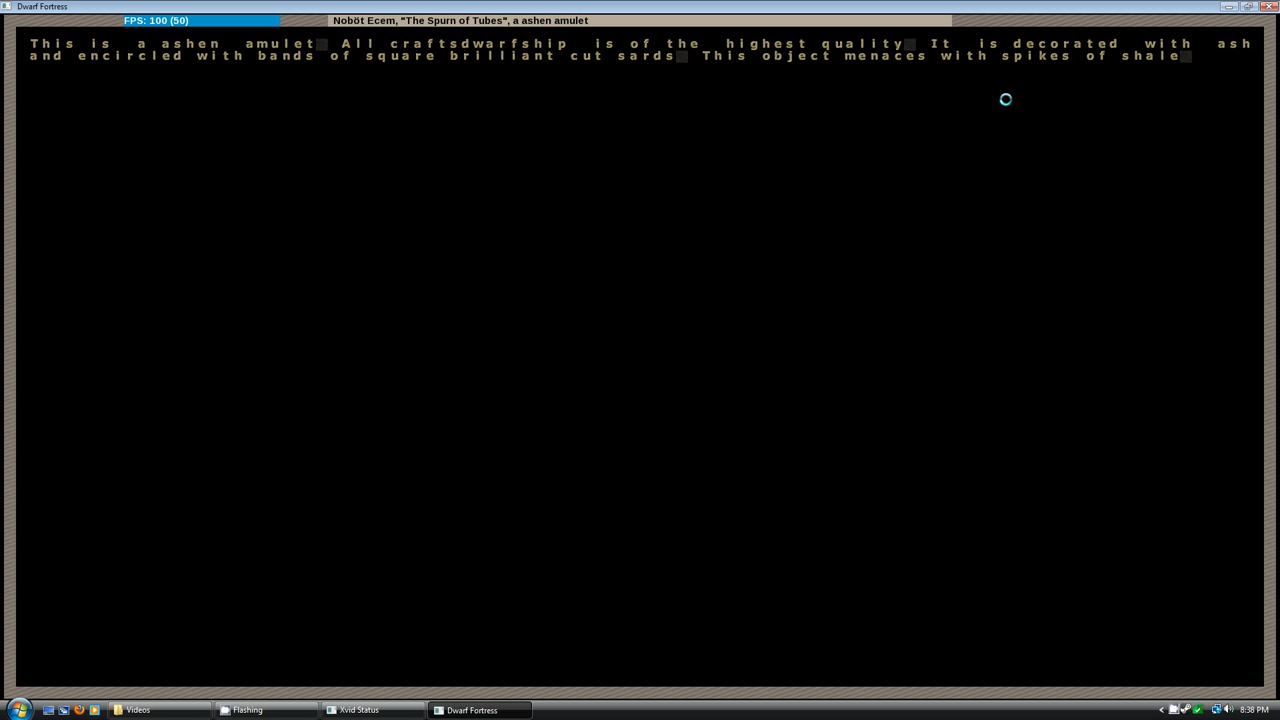 Dwarf Fortress
FPS: 100 (50)
Noböt Ecem, "The Spurn of Tubes", a ashen amulet
This is a ashen amulet All craftsdwarfship is of the highest quality It is decorated with ash
and encircled with bands of square brilliant cut sards This object menaces with spikes of shale
Videos
Flashing
Xvid Status
Dwarf Fortress
8:38 PM